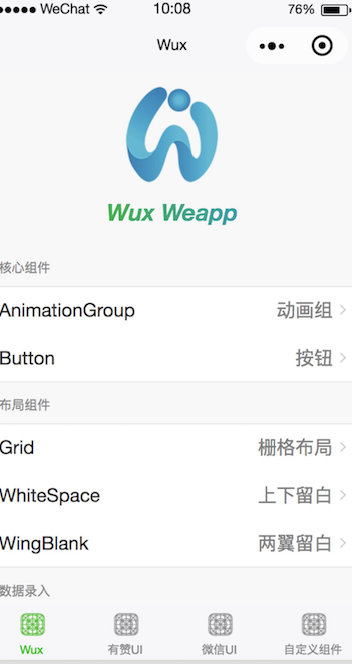 WeChat 10:08 76%
Wux
Wux Weapp
核心组件
AnimationGroup 动画组
Button 按钮
布局组件
Grid 栅格布局
WhiteSpace 上下留白
WingBlank 两翼留白
数据录入
Wux 有赞UI 微信UI 自定义组件